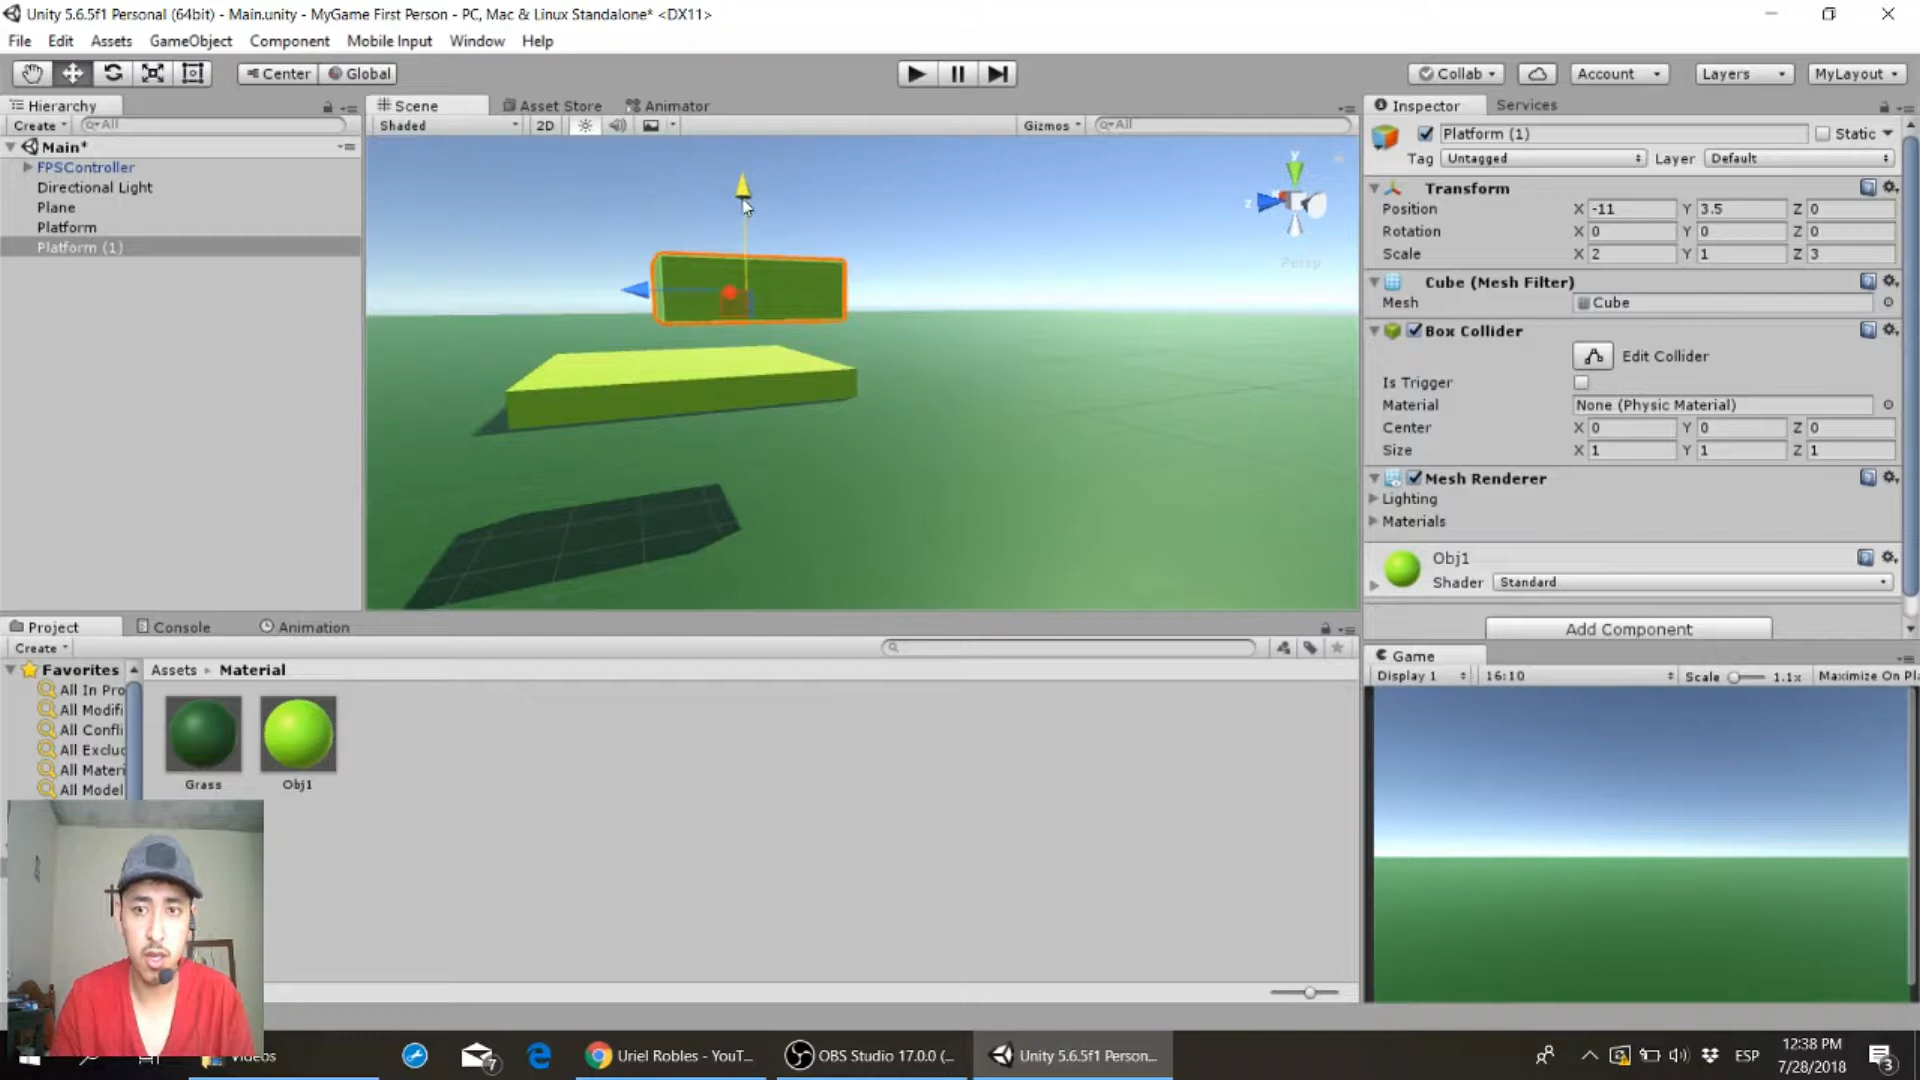 Unity 5.6.5f1 Personal (64bit) - Main.unity - MyGame First Person - PC, Mac & Linux Standalone* <DX11>
File Edit Assets GameObject Component Mobile Input Window Help
Center Global Collab Account Layers MyLayout
Hierarchy
Create All
Main*
FPSController
Directional Light
Plane
Platform
Platform (1)
Scene Asset Store Animator
Shaded 2D Gizmos All
y
z
Persp
Inspector Services
Platform (1) Static
Tag Untagged Layer Default
Transform
Position X -11 Y 3.5 Z 0
Rotation X 0 Y 0 Z 0
Scale X 2 Y 1 Z 3
Cube (Mesh Filter)
Mesh Cube
Box Collider
Edit Collider
Is Trigger
Material None (Physic Material)
Center X 0 Y 0 Z 0
Size X 1 Y 1 Z 1
Mesh Renderer
Lighting
Materials
Obj1
Shader Standard
Add Component
Project Console Animation
Create
Favorites
All In Pro
All Modifi
All Confli
All Exclud
All Materi
All Model
Assets Material
Grass Obj1
Game
Display 1 16:10 Scale 1.1x Maximize On Pl
Videos
7
Uriel Robles - YouT...
OBS Studio 17.0.0 (...
Unity 5.6.5f1 Person...
ESP
12:38 PM
7/28/2018
3